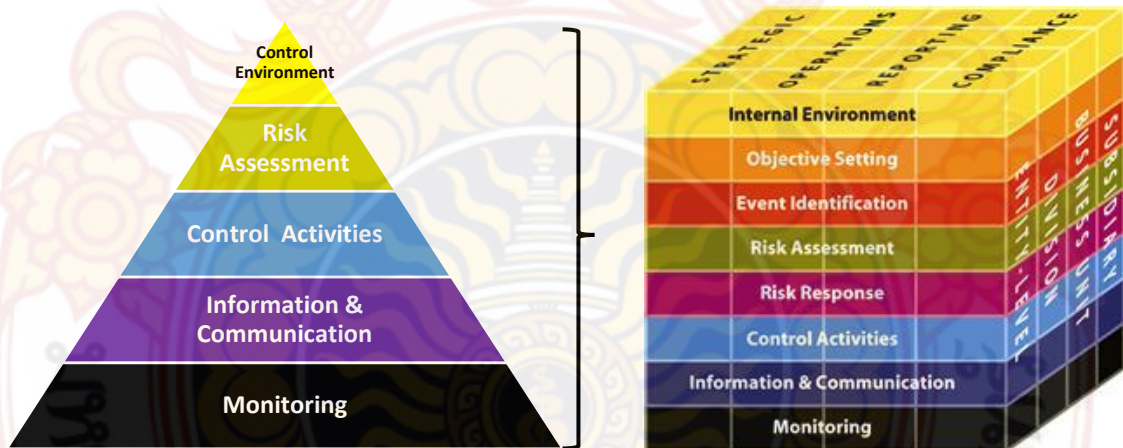 Control
Environment
Risk
Assessment
Control Activities
Information &
Communication
Monitoring
STRATEGIC
OPERATIONS
REPORTING
COMPLIANCE
Internal Environment
Objective Setting
Event Identification
Risk Assessment
Risk Response
Control Activities
Information & Communication
Monitoring
ENTITY-LEVEL
DIVISION
BUSINESS UNIT
SUBSIDIARY